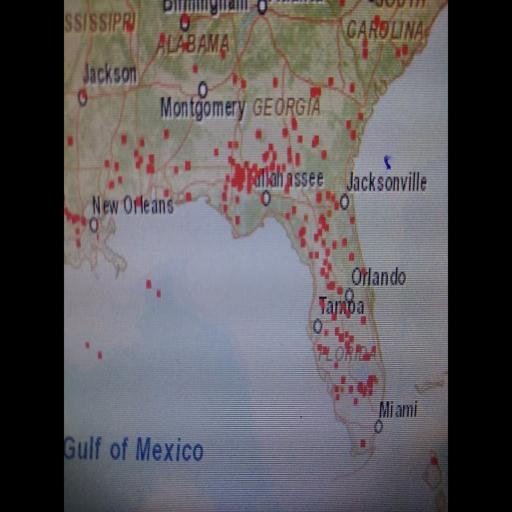 Birmingham
SOUTH
SSISSIPPI
ALABAMA
CAROLINA
Jackson
Montgomery
GEORGIA
Tallahassee
Jacksonville
New Orleans
Orlando
Tampa
FLORIDA
Miami
Gulf of Mexico